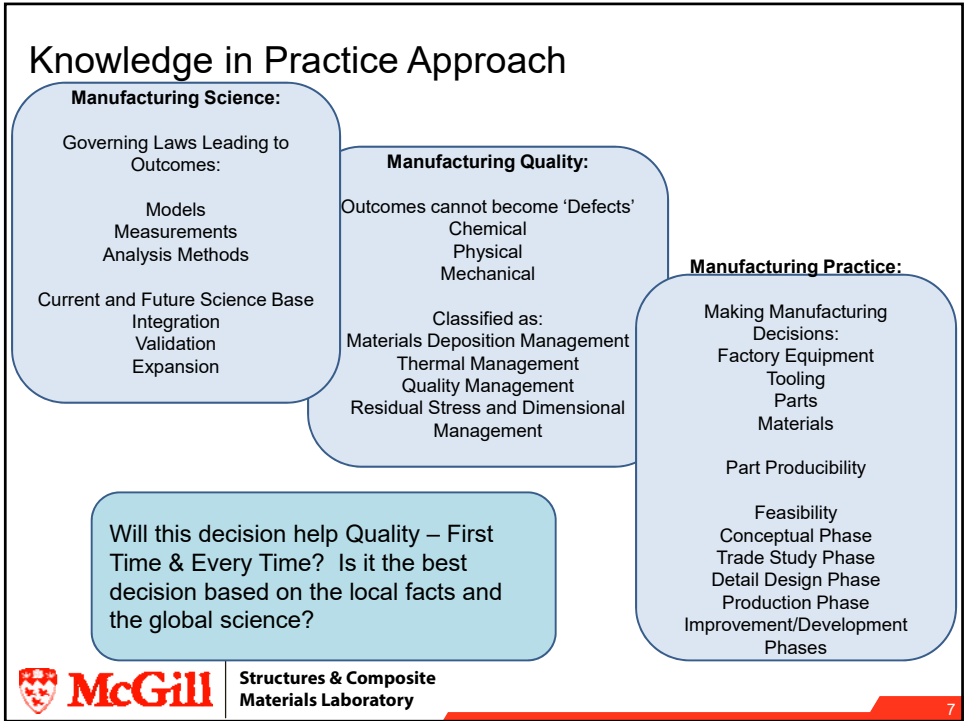 Knowledge in Practice Approach
Manufacturing Science:
Governing Laws Leading to
Outcomes:
Models
Measurements
Analysis Methods
Current and Future Science Base
Integration
Validation
Expansion
Manufacturing Quality:
Outcomes cannot become ‘Defects’
Chemical
Physical
Mechanical
Classified as:
Materials Deposition Management
Thermal Management
Quality Management
Residual Stress and Dimensional
Management
Manufacturing Practice:
Making Manufacturing
Decisions:
Factory Equipment
Tooling
Parts
Materials
Part Producibility
Feasibility
Conceptual Phase
Trade Study Phase
Detail Design Phase
Production Phase
Improvement/Development
Phases
Will this decision help Quality – First
Time & Every Time? Is it the best
decision based on the local facts and
the global science?
McGill
Structures & Composite
Materials Laboratory
7